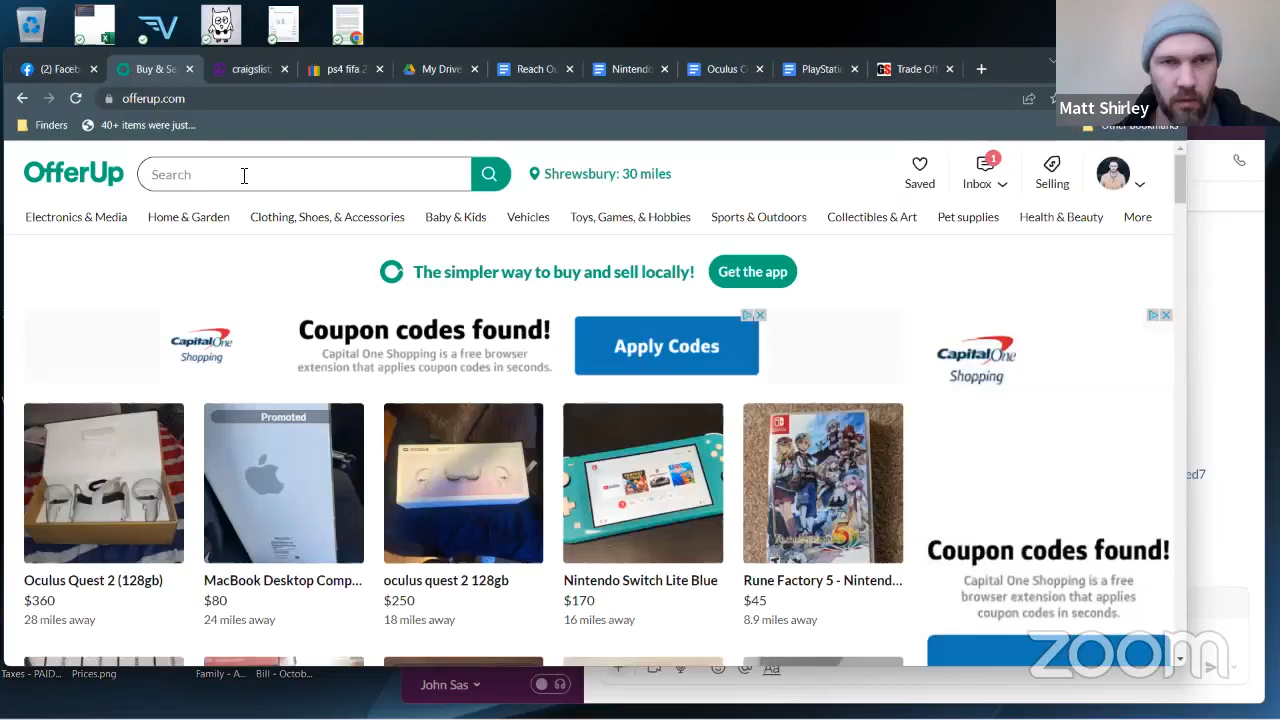 (2) Faceb
Buy & Se
craigslist:
ps4 fifa 2
My Drive
Reach Ou
Nintendo
Oculus
PlayStatio
Trade Off
offerup.com
Finders
40+ items were just...
Other bookmarks
Matt Shirley
OfferUp
Search
Shrewsbury: 30 miles
Saved
1
Inbox
Selling
Electronics & Media
Home & Garden
Clothing, Shoes, & Accessories
Baby & Kids
Vehicles
Toys, Games, & Hobbies
Sports & Outdoors
Collectibles & Art
Pet supplies
Health & Beauty
More
The simpler way to buy and sell locally!
Get the app
Capital One
Shopping
Coupon codes found!
Capital One Shopping is a free browser
extension that applies coupon codes in seconds.
Apply Codes
Capital One
Shopping
Promoted
Oculus Quest 2 (128gb)
$360
28 miles away
MacBook Desktop Comp...
$80
24 miles away
oculus quest 2 128gb
$250
18 miles away
Nintendo Switch Lite Blue
$170
16 miles away
Rune Factory 5 - Nintend...
$45
8.9 miles away
Coupon codes found!
Capital One Shopping is a free
browser extension that applies
coupon codes in seconds.
ed7
zoom
Taxes - PAID...
Prices.png
Family - A...
Bill - Octob...
John Sas
Aa